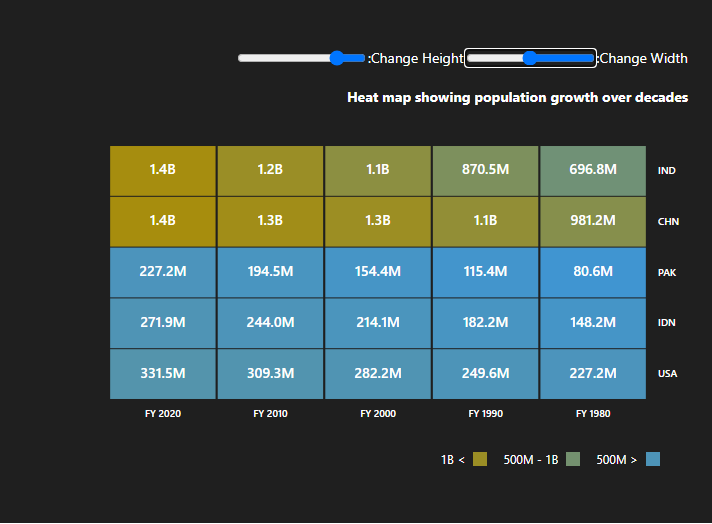 :Change Height :Change Width
Heat map showing population growth over decades
1.4B 1.2B 1.1B 870.5M 696.8M IND
1.4B 1.3B 1.3B 1.1B 981.2M CHN
227.2M 194.5M 154.4M 115.4M 80.6M PAK
271.9M 244.0M 214.1M 182.2M 148.2M IDN
331.5M 309.3M 282.2M 249.6M 227.2M USA
FY 2020 FY 2010 FY 2000 FY 1990 FY 1980
1B < 500M - 1B 500M >